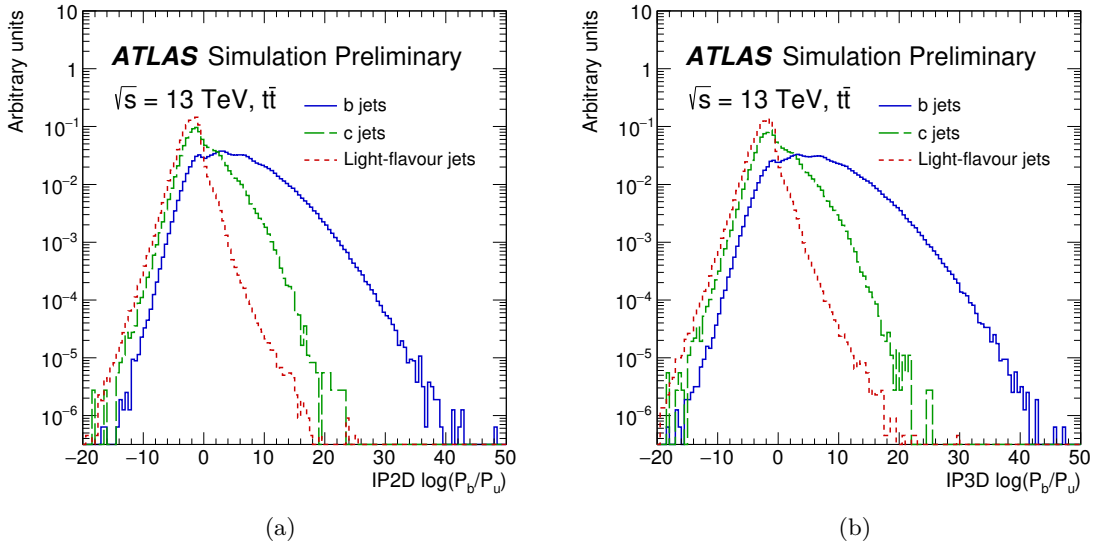 Arbitrary units
10
1
10⁻¹
10⁻²
10⁻³
10⁻⁴
10⁻⁵
10⁻⁶
ATLAS Simulation Preliminary
√s = 13 TeV, tt̄
b jets
c jets
Light-flavour jets
−20 −10 0 10 20 30 40 50
IP2D log(P_b/P_u)
(a)
Arbitrary units
10
1
10⁻¹
10⁻²
10⁻³
10⁻⁴
10⁻⁵
10⁻⁶
ATLAS Simulation Preliminary
√s = 13 TeV, tt̄
b jets
c jets
Light-flavour jets
−20 −10 0 10 20 30 40 50
IP3D log(P_b/P_u)
(b)